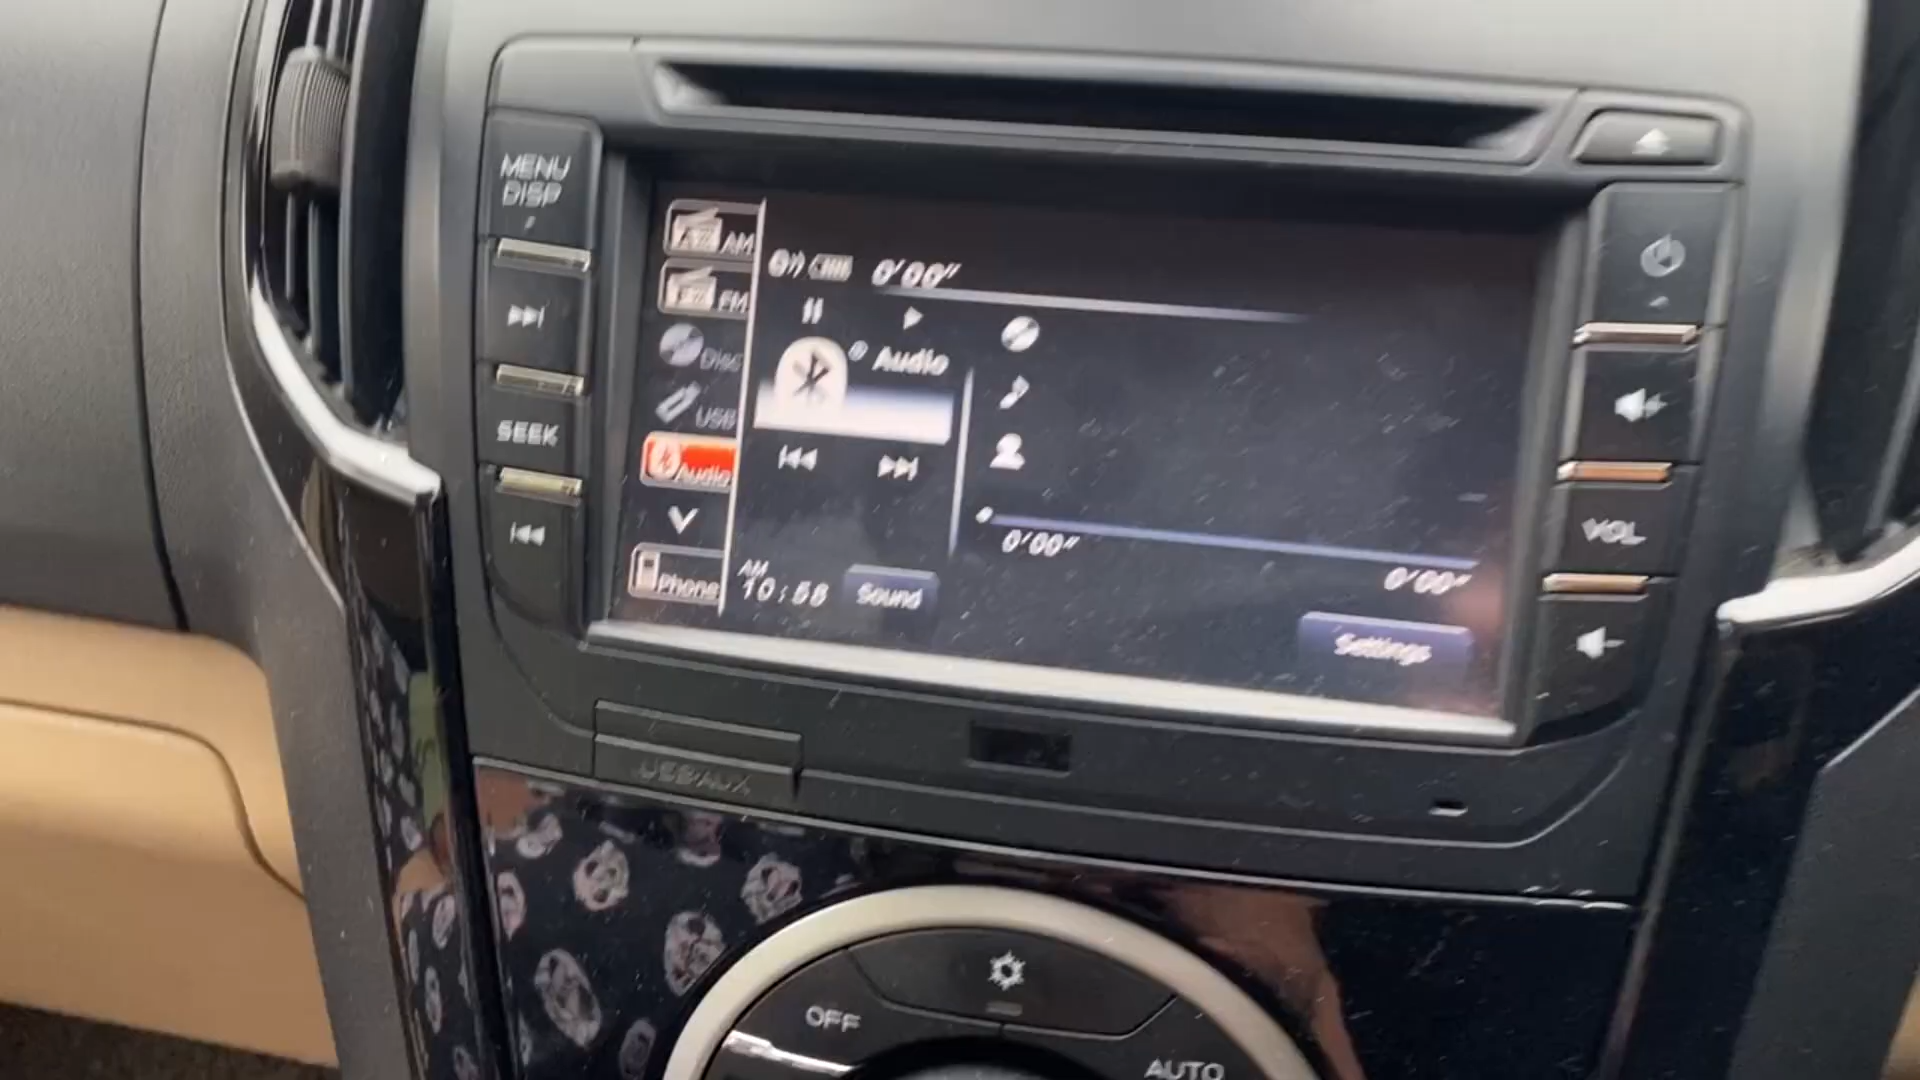 MENU
DISP
SEEK
AM
FM
Disc
USB
Audio
Phone
0'00"
Audio
0'00"
0'00"
AM
10:58
Sound
Settings
VOL
USB/AUX
OFF
AUTO